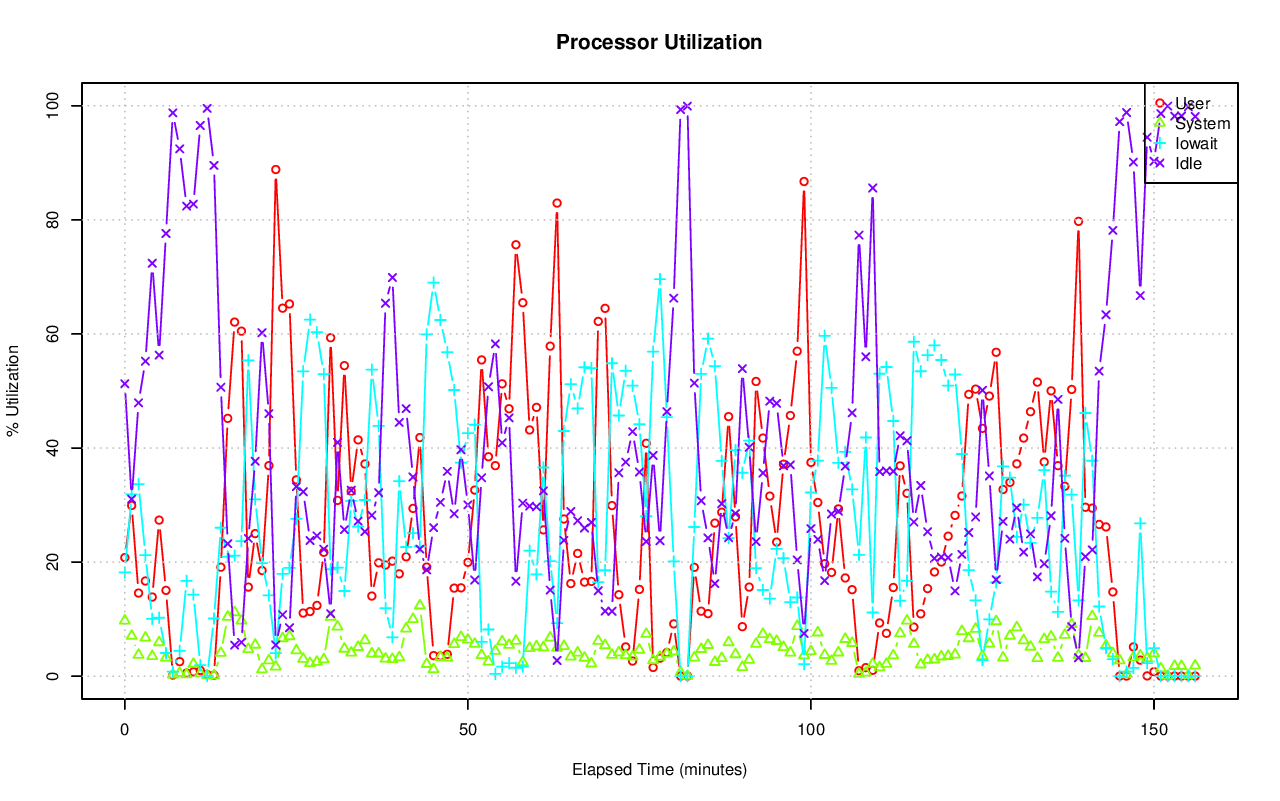 Processor Utilization
100
80
60
40
20
0
% Utilization
User
System
Iowait
Idle
0
50
100
150
Elapsed Time (minutes)